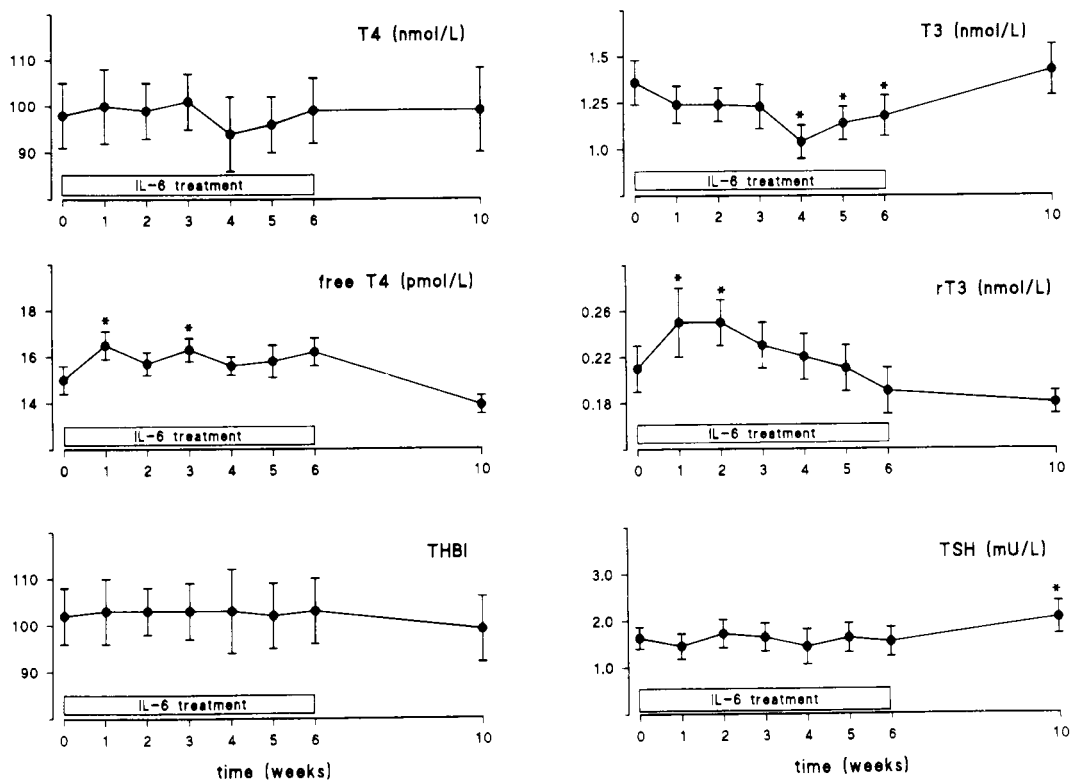 T4 (nmol/L)
110
100
90
IL-6 treatment
0 1 2 3 4 5 6 10
T3 (nmol/L)
1.5
1.25
* * *
1.0
IL-6 treatment
0 1 2 3 4 5 6 10
free T4 (pmol/L)
18
* *
16
14
IL-6 treatment
0 1 2 3 4 5 6 10
rT3 (nmol/L)
* *
0.26
0.22
0.18
IL-6 treatment
0 1 2 3 4 5 6 10
THBI
110
100
90
IL-6 treatment
0 1 2 3 4 5 6 10
time (weeks)
TSH (mU/L)
3.0
*
2.0
1.0
IL-6 treatment
0 1 2 3 4 5 6 10
time (weeks)